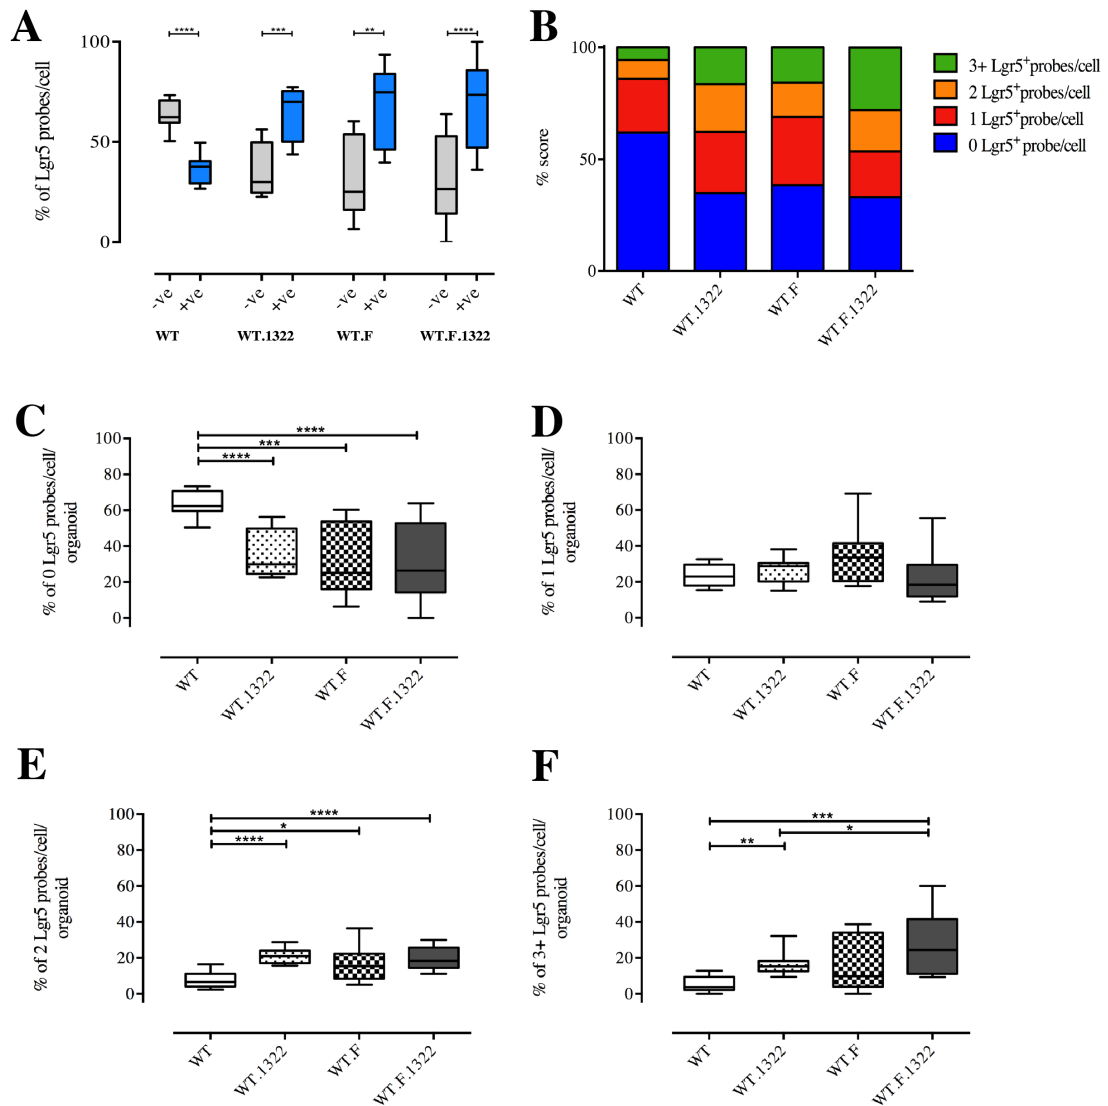 A
% of Lgr5 probes/cell
100
50
0
****
***
**
****
-ve
+ve
-ve
+ve
-ve
+ve
-ve
+ve
WT
WT.1322
WT.F
WT.F.1322
B
% score
100
50
0
WT
WT.1322
WT.F
WT.F.1322
3+ Lgr5⁺probes/cell
2 Lgr5⁺probes/cell
1 Lgr5⁺probe/cell
0 Lgr5⁺ probe/cell
C
% of 0 Lgr5 probes/cell/
organoid
100
80
60
40
20
0
****
***
****
WT
WT.1322
WT.F
WT.F.1322
D
% of 1 Lgr5 probes/cell/
organoid
100
80
60
40
20
0
WT
WT.1322
WT.F
WT.F.1322
E
% of 2 Lgr5 probes/cell/
organoid
100
80
60
40
20
0
****
*
****
WT
WT.1322
WT.F
WT.F.1322
F
% of 3+ Lgr5 probes/cell/
organoid
100
80
60
40
20
0
***
*
**
WT
WT.1322
WT.F
WT.F.1322